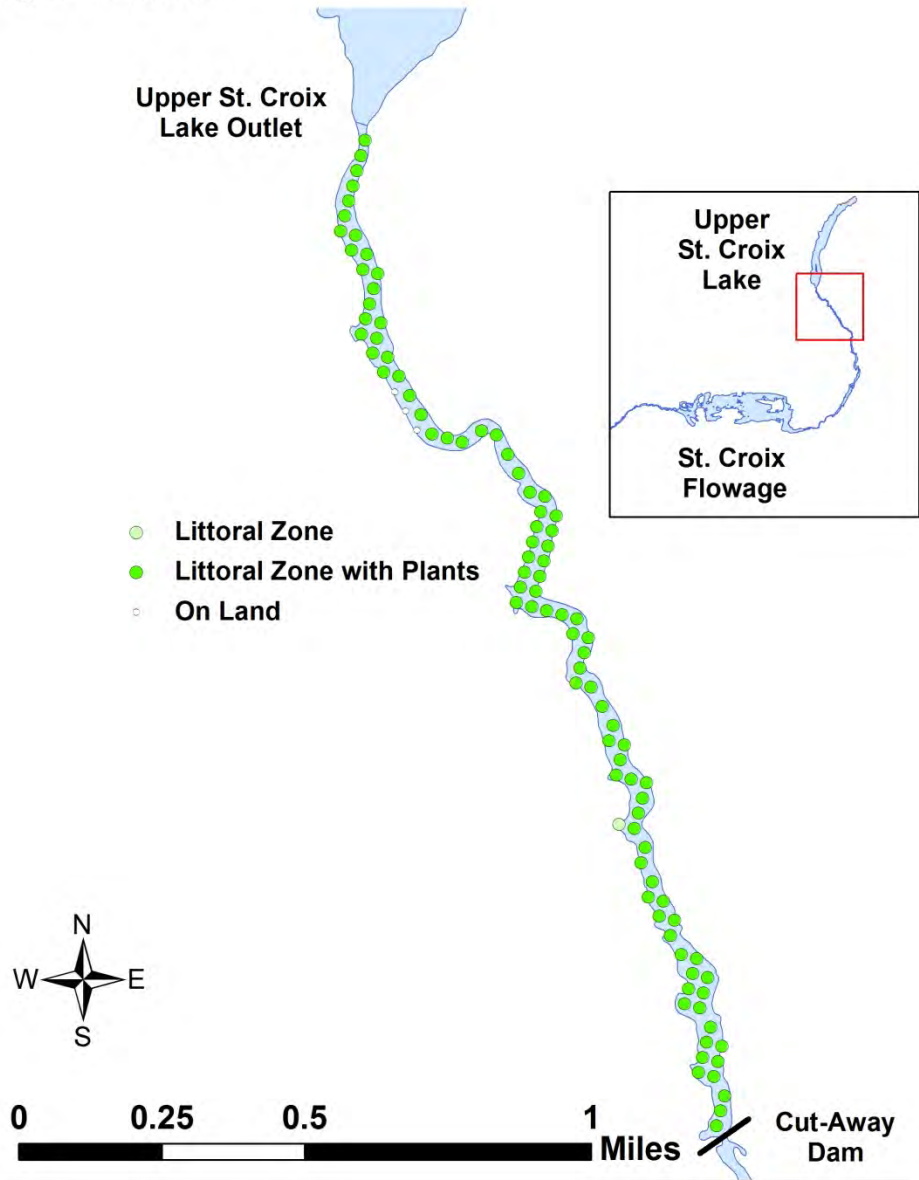 Upper St. Croix
Lake Outlet
Upper
St. Croix
Lake
St. Croix
Flowage
Littoral Zone
Littoral Zone with Plants
On Land
N
W E
S
0 0.25 0.5 1
Miles
Cut-Away
Dam